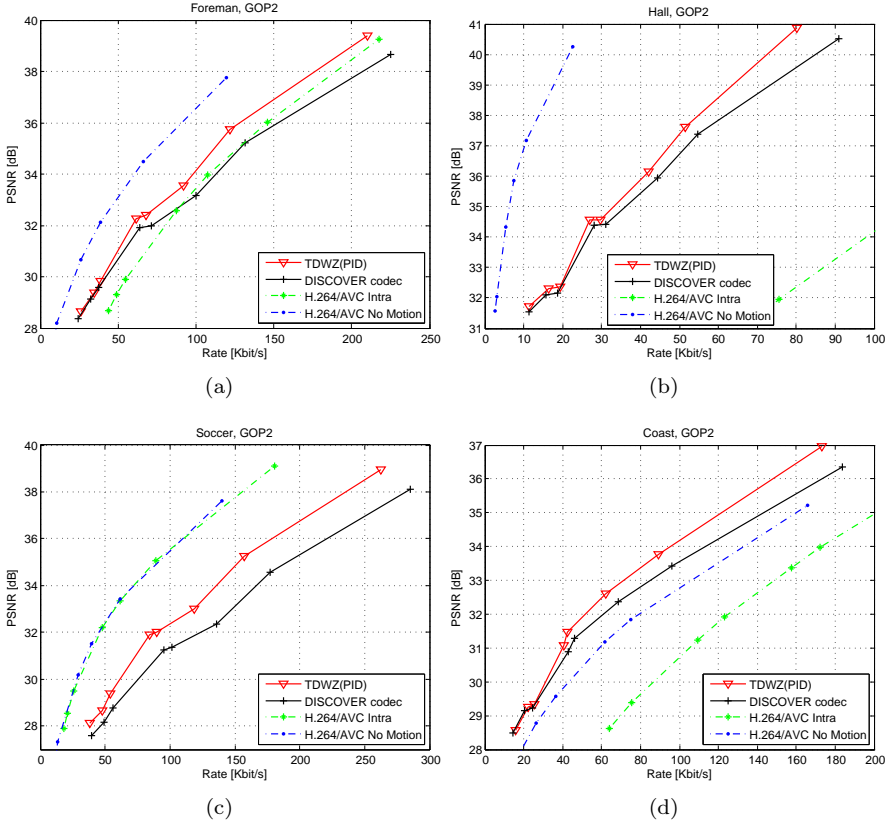 Foreman, GOP2
40
38
36
34
32
30
28
PSNR [dB]
0 50 100 150 200 250
Rate [Kbit/s]
TDWZ(PID)
DISCOVER codec
H.264/AVC Intra
H.264/AVC No Motion
(a)
Hall, GOP2
41
40
39
38
37
36
35
34
33
32
31
PSNR [dB]
0 10 20 30 40 50 60 70 80 90 100
Rate [Kbit/s]
TDWZ(PID)
DISCOVER codec
H.264/AVC Intra
H.264/AVC No Motion
(b)
Soccer, GOP2
40
38
36
34
32
30
28
PSNR [dB]
0 50 100 150 200 250 300
Rate [Kbit/s]
TDWZ(PID)
DISCOVER codec
H.264/AVC Intra
H.264/AVC No Motion
(c)
Coast, GOP2
37
36
35
34
33
32
31
30
29
28
PSNR [dB]
0 20 40 60 80 100 120 140 160 180 200
Rate [Kbit/s]
TDWZ(PID)
DISCOVER codec
H.264/AVC Intra
H.264/AVC No Motion
(d)